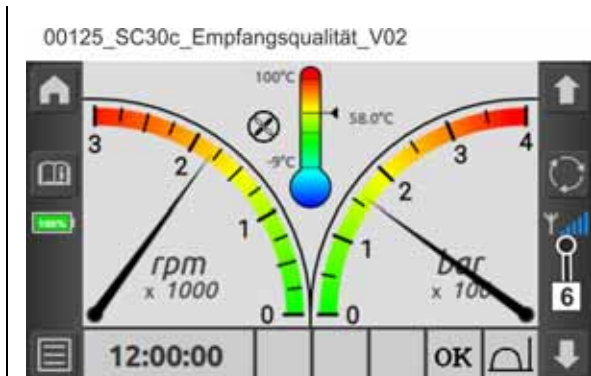 00125_SC30c_Empfangsqualität_V02
100°C
58.0°C
-9°C
3
2
1
0
rpm
x 1000
4
3
2
1
0
bar
x 100
100%
6
12:00:00
OK